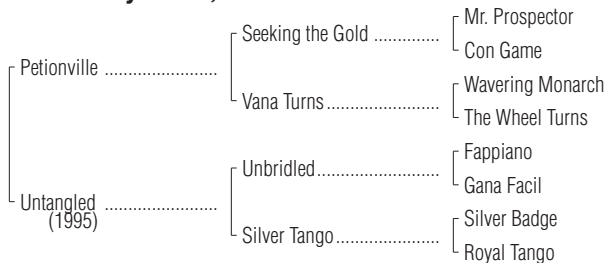 Mr. Prospector
Seeking the Gold ..............
Con Game
Petionville ........................
Wavering Monarch
Vana Turns ........................
The Wheel Turns
Fappiano
Unbridled ..........................
Gana Facil
Untangled ........................
(1995)
Silver Badge
Silver Tango ......................
Royal Tango